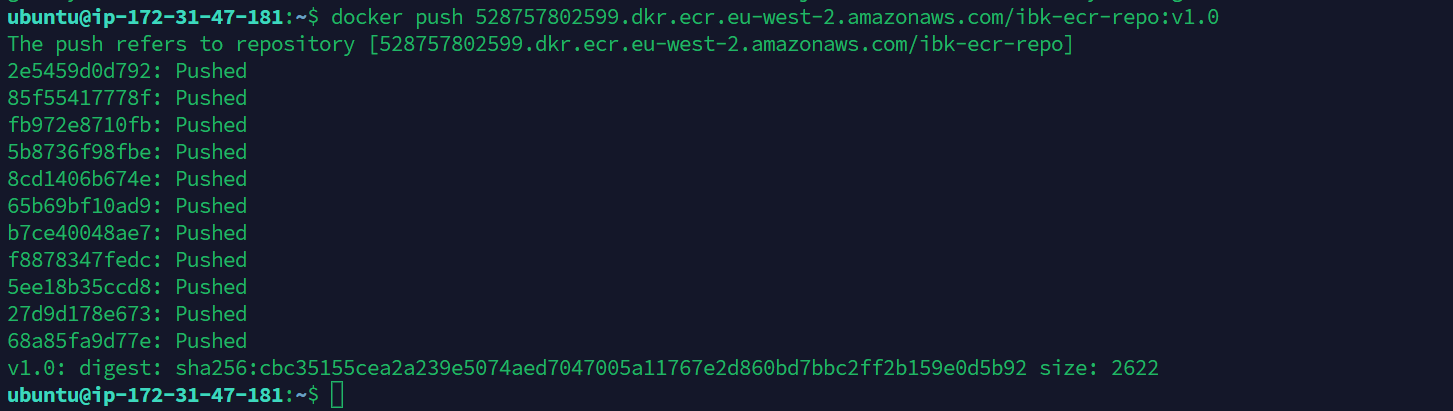 ubuntu@ip-172-31-47-181:~$ docker push 528757802599.dkr.ecr.eu-west-2.amazonaws.com/ibk-ecr-repo:v1.0
The push refers to repository [528757802599.dkr.ecr.eu-west-2.amazonaws.com/ibk-ecr-repo]
2e5459d0d792: Pushed
85f55417778f: Pushed
fb972e8710fb: Pushed
5b8736f98fbe: Pushed
8cd1406b674e: Pushed
65b69bf10ad9: Pushed
b7ce40048ae7: Pushed
f8878347fedc: Pushed
5ee18b35ccd8: Pushed
27d9d178e673: Pushed
68a85fa9d77e: Pushed
v1.0: digest: sha256:cbc35155cea2a239e5074aed7047005a11767e2d860bd7bbc2ff2b159e0d5b92 size: 2622
ubuntu@ip-172-31-47-181:~$